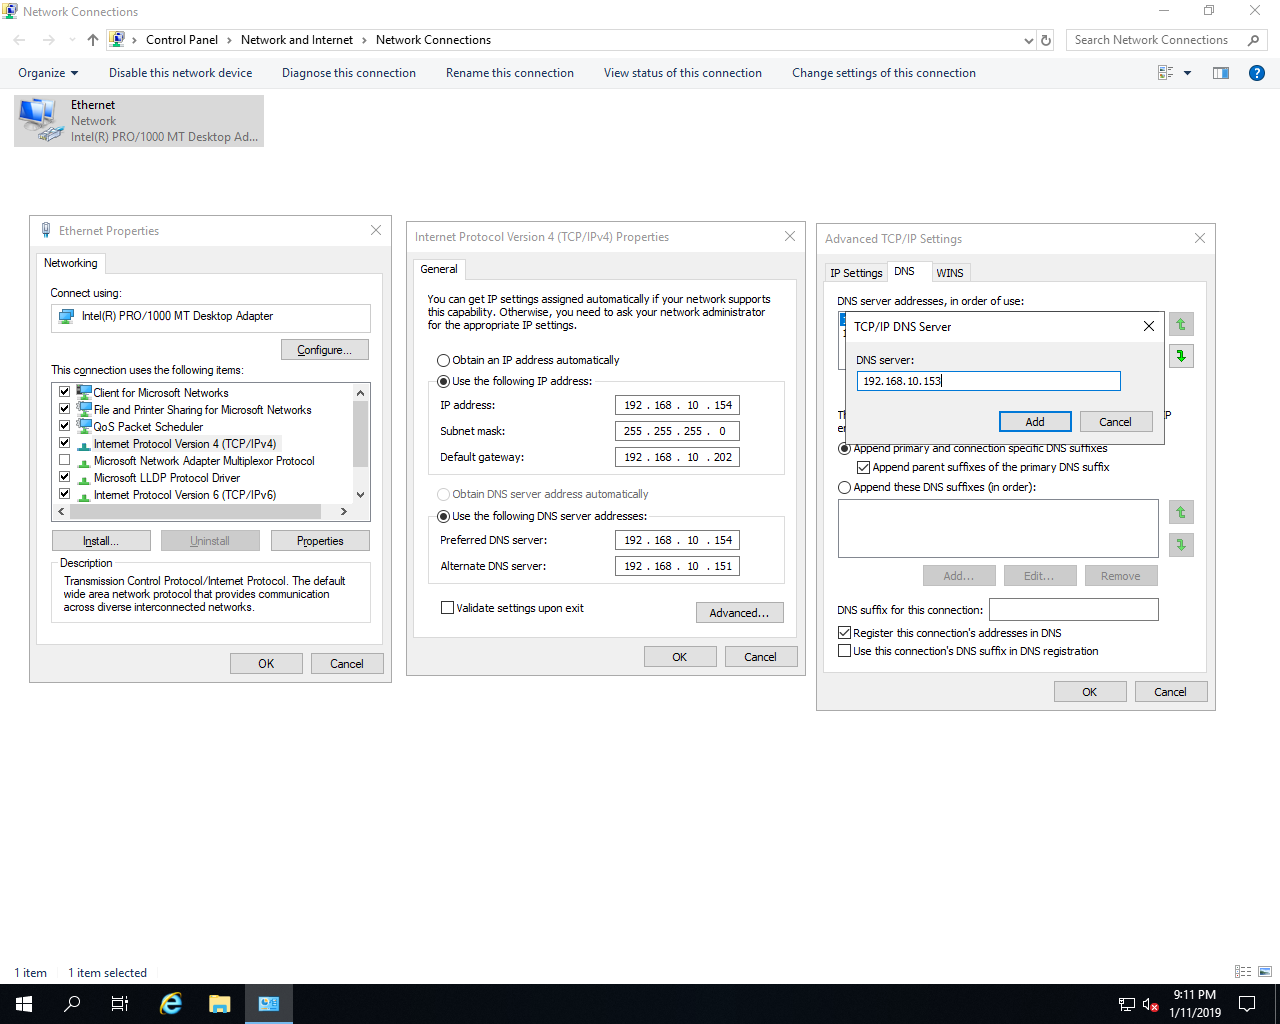 Network Connections
Control Panel
Network and Internet
Network Connections
Search Network Connections
Organize
Disable this network device
Diagnose this connection
Rename this connection
View status of this connection
Change settings of this connection
Ethernet
Network
Intel(R) PRO/1000 MT Desktop Ad...
Ethernet Properties
Networking
Connect using:
Intel(R) PRO/1000 MT Desktop Adapter
Configure...
This connection uses the following items:
Client for Microsoft Networks
File and Printer Sharing for Microsoft Networks
QoS Packet Scheduler
Internet Protocol Version 4 (TCP/IPv4)
Microsoft Network Adapter Multiplexor Protocol
Microsoft LLDP Protocol Driver
Internet Protocol Version 6 (TCP/IPv6)
Install...
Uninstall
Properties
Description
Transmission Control Protocol/Internet Protocol. The default
wide area network protocol that provides communication
across diverse interconnected networks.
OK
Cancel
Internet Protocol Version 4 (TCP/IPv4) Properties
General
You can get IP settings assigned automatically if your network supports
this capability. Otherwise, you need to ask your network administrator
for the appropriate IP settings.
Obtain an IP address automatically
Use the following IP address:
IP address:
192 . 168 . 10 . 154
Subnet mask:
255 . 255 . 255 . 0
Default gateway:
192 . 168 . 10 . 202
Obtain DNS server address automatically
Use the following DNS server addresses:
Preferred DNS server:
192 . 168 . 10 . 154
Alternate DNS server:
192 . 168 . 10 . 151
Validate settings upon exit
Advanced...
OK
Cancel
Advanced TCP/IP Settings
IP Settings
DNS
WINS
DNS server addresses, in order of use:
TCP/IP DNS Server
DNS server:
192.168.10.153
Add
Cancel
Append primary and connection specific DNS suffixes
Append parent suffixes of the primary DNS suffix
Append these DNS suffixes (in order):
Add...
Edit...
Remove
DNS suffix for this connection:
Register this connection's addresses in DNS
Use this connection's DNS suffix in DNS registration
OK
Cancel
1 item
1 item selected
9:11 PM
1/11/2019